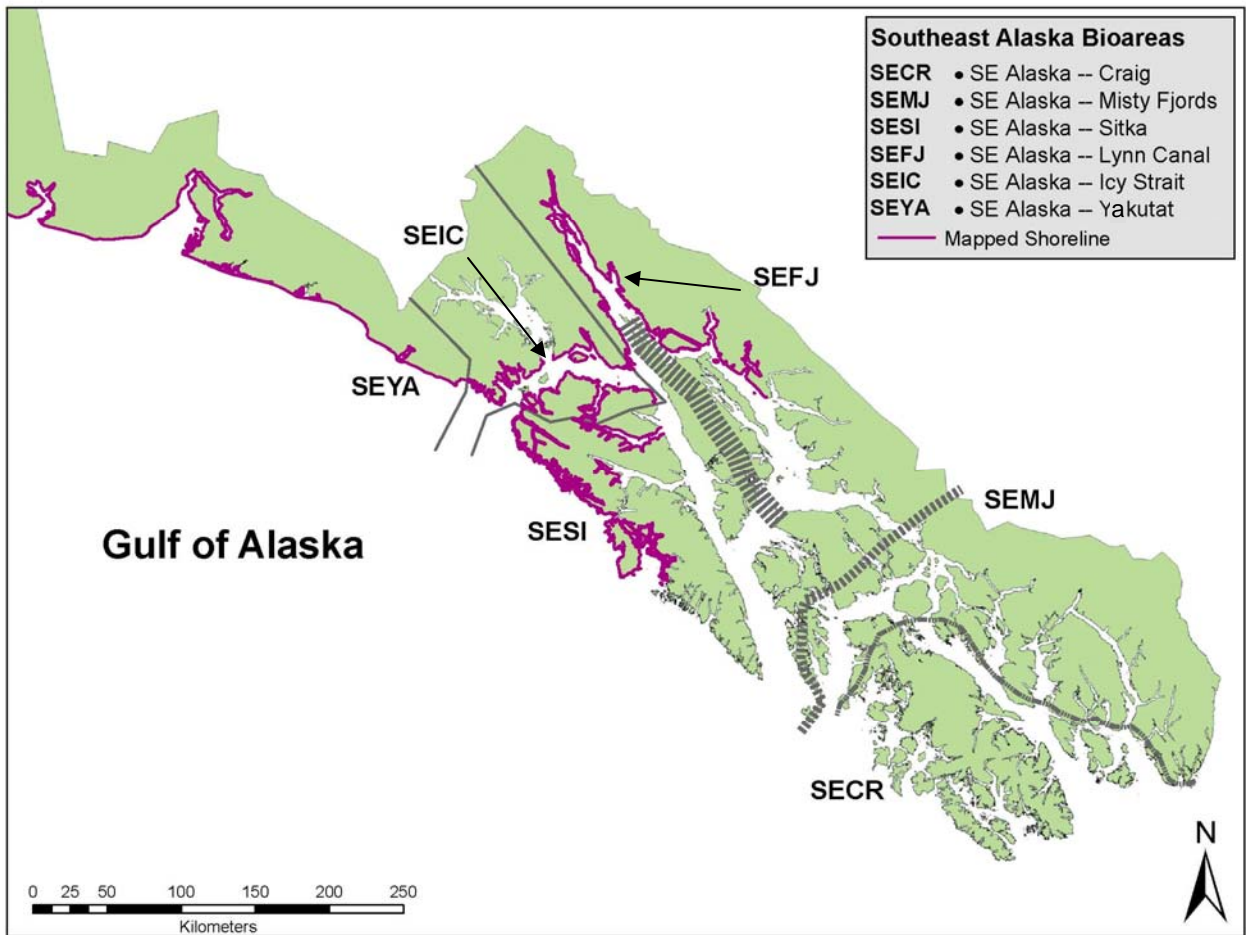 Southeast Alaska Bioareas
SECR • SE Alaska -- Craig
SEMJ • SE Alaska -- Misty Fjords
SESI • SE Alaska -- Sitka
SEFJ • SE Alaska -- Lynn Canal
SEIC • SE Alaska -- Icy Strait
SEYA • SE Alaska -- Yakutat
Mapped Shoreline
SEIC
SEFJ
SEYA
SEMJ
SESI
Gulf of Alaska
SECR
N
0 25 50 100 150 200 250
Kilometers